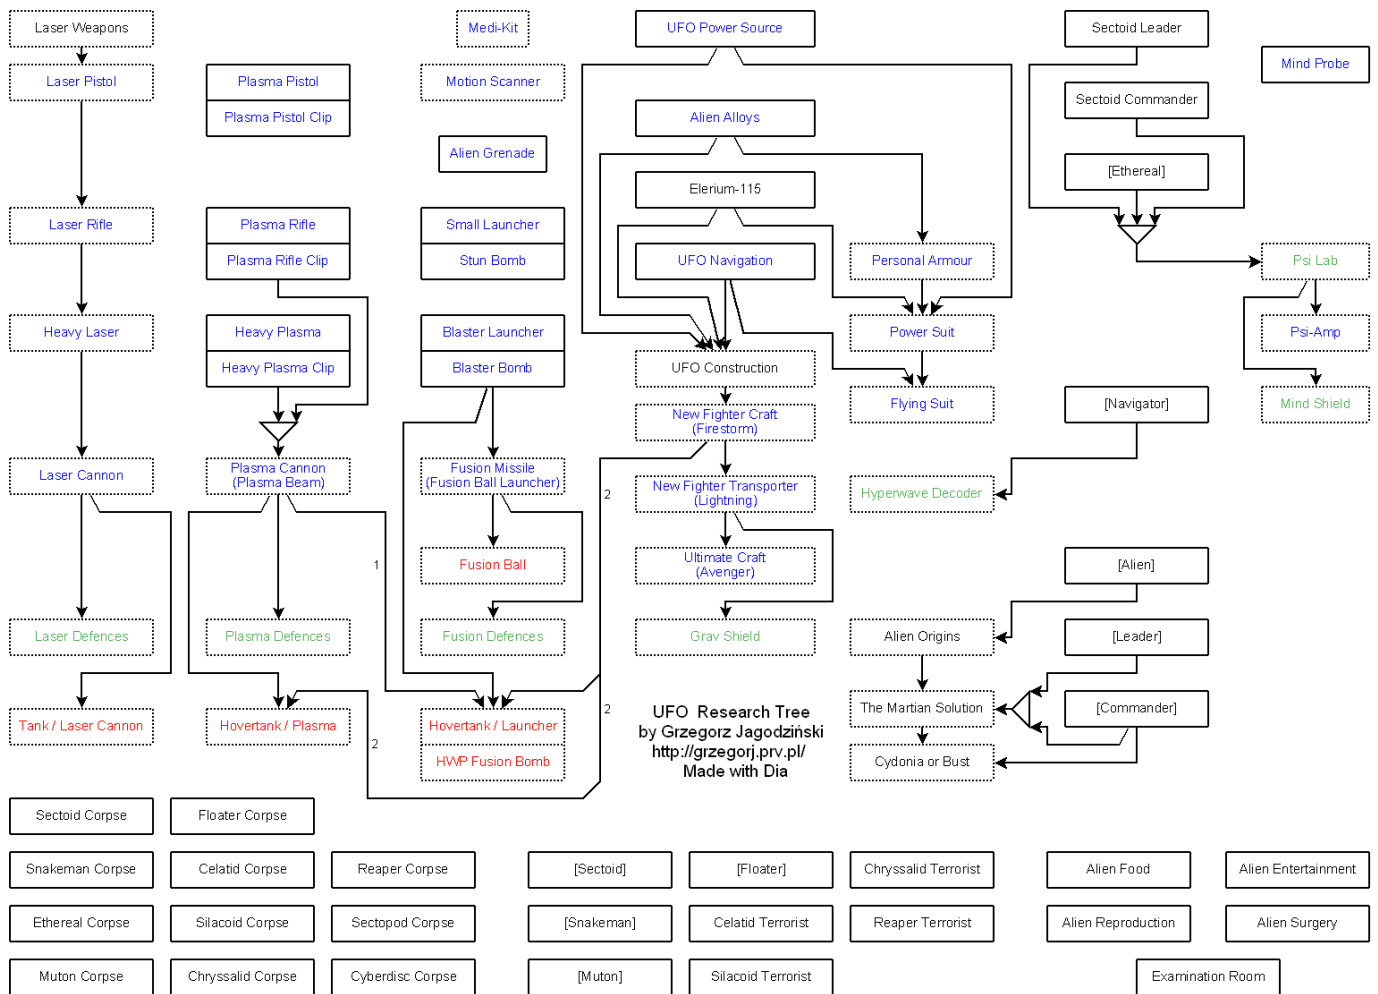 Laser Weapons
Medi-Kit
UFO Power Source
Sectoid Leader
Mind Probe
Laser Pistol
Plasma Pistol
Motion Scanner
Sectoid Commander
Plasma Pistol Clip
Alien Alloys
Alien Grenade
[Ethereal]
Elerium-115
Laser Rifle
Plasma Rifle
Small Launcher
Plasma Rifle Clip
Stun Bomb
UFO Navigation
Personal Armour
Psi Lab
Heavy Laser
Heavy Plasma
Blaster Launcher
Power Suit
Psi-Amp
Heavy Plasma Clip
Blaster Bomb
UFO Construction
New Fighter Craft
(Firestorm)
Flying Suit
[Navigator]
Mind Shield
Laser Cannon
Plasma Cannon
(Plasma Beam)
Fusion Missile
(Fusion Ball Launcher)
2
New Fighter Transporter
(Lightning)
Hyperwave Decoder
1
Fusion Ball
Ultimate Craft
(Avenger)
[Alien]
Laser Defences
Plasma Defences
Fusion Defences
Grav Shield
Alien Origins
[Leader]
Tank / Laser Cannon
Hovertank / Plasma
2
Hovertank / Launcher
HWP Fusion Bomb
2
UFO Research Tree
by Grzegorz Jagodziński
http://grzegorj.prv.pl/
Made with Dia
The Martian Solution
[Commander]
Cydonia or Bust
Sectoid Corpse
Floater Corpse
Snakeman Corpse
Celatid Corpse
Reaper Corpse
[Sectoid]
[Floater]
Chryssalid Terrorist
Alien Food
Alien Entertainment
Ethereal Corpse
Silacoid Corpse
Sectopod Corpse
[Snakeman]
Celatid Terrorist
Reaper Terrorist
Alien Reproduction
Alien Surgery
Muton Corpse
Chryssalid Corpse
Cyberdisc Corpse
[Muton]
Silacoid Terrorist
Examination Room